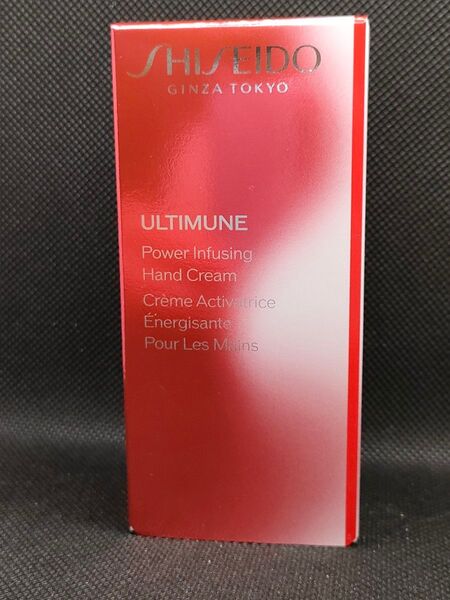 SHISEIDO
GINZA TOKYO
ULTIMUNE
Power Infusing
Hand Cream
Crème Activatrice
Énergisante
Pour Les Mains